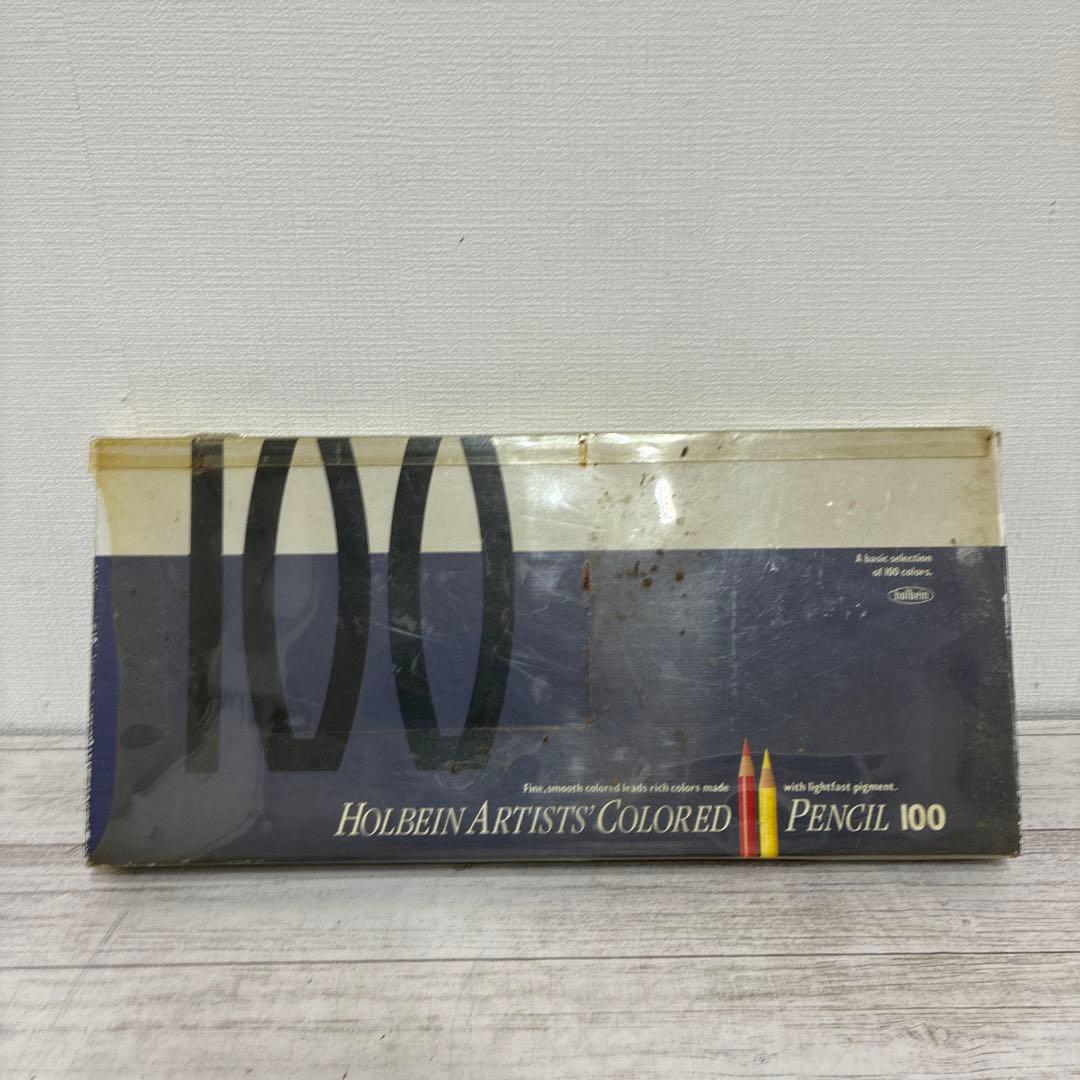 100
A basic selection
of 100 colors.
holbein
Fine, smooth colored leads rich colors made with lightfast pigment.
HOLBEIN ARTISTS' COLORED PENCIL 100